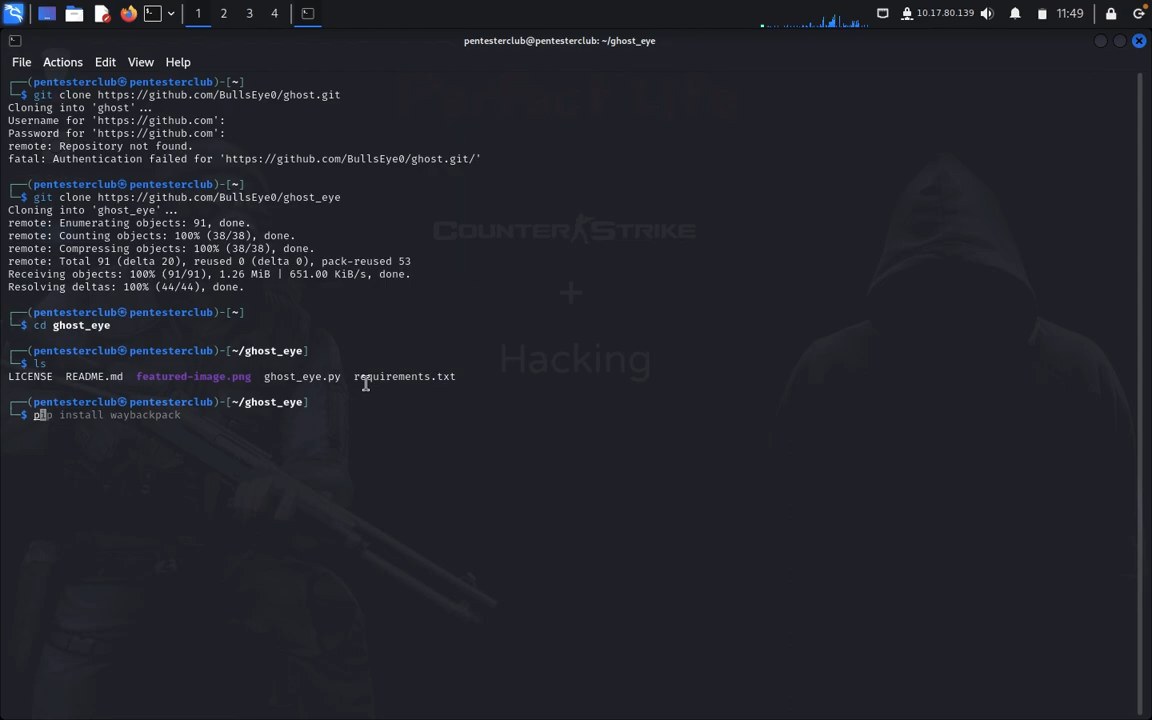 1 2 3 4 10.17.80.139 11:49
pentesterclub@pentesterclub: ~/ghost_eye
File Actions Edit View Help
┌──(pentesterclub㉿pentesterclub)-[~]
└─$ git clone https://github.com/BullsEye0/ghost.git
Cloning into 'ghost'...
Username for 'https://github.com':
Password for 'https://github.com':
remote: Repository not found.
fatal: Authentication failed for 'https://github.com/BullsEye0/ghost.git/'
┌──(pentesterclub㉿pentesterclub)-[~]
└─$ git clone https://github.com/BullsEye0/ghost_eye
Cloning into 'ghost_eye'...
remote: Enumerating objects: 91, done.
remote: Counting objects: 100% (38/38), done.
remote: Compressing objects: 100% (38/38), done.
remote: Total 91 (delta 20), reused 0 (delta 0), pack-reused 53
Receiving objects: 100% (91/91), 1.26 MiB | 651.00 KiB/s, done.
Resolving deltas: 100% (44/44), done.
┌──(pentesterclub㉿pentesterclub)-[~]
└─$ cd ghost_eye
┌──(pentesterclub㉿pentesterclub)-[~/ghost_eye]
└─$ ls
LICENSE README.md featured-image.png ghost_eye.py requirements.txt
┌──(pentesterclub㉿pentesterclub)-[~/ghost_eye]
└─$ pip install waybackpack
COUNTER STRIKE
+
Hacking